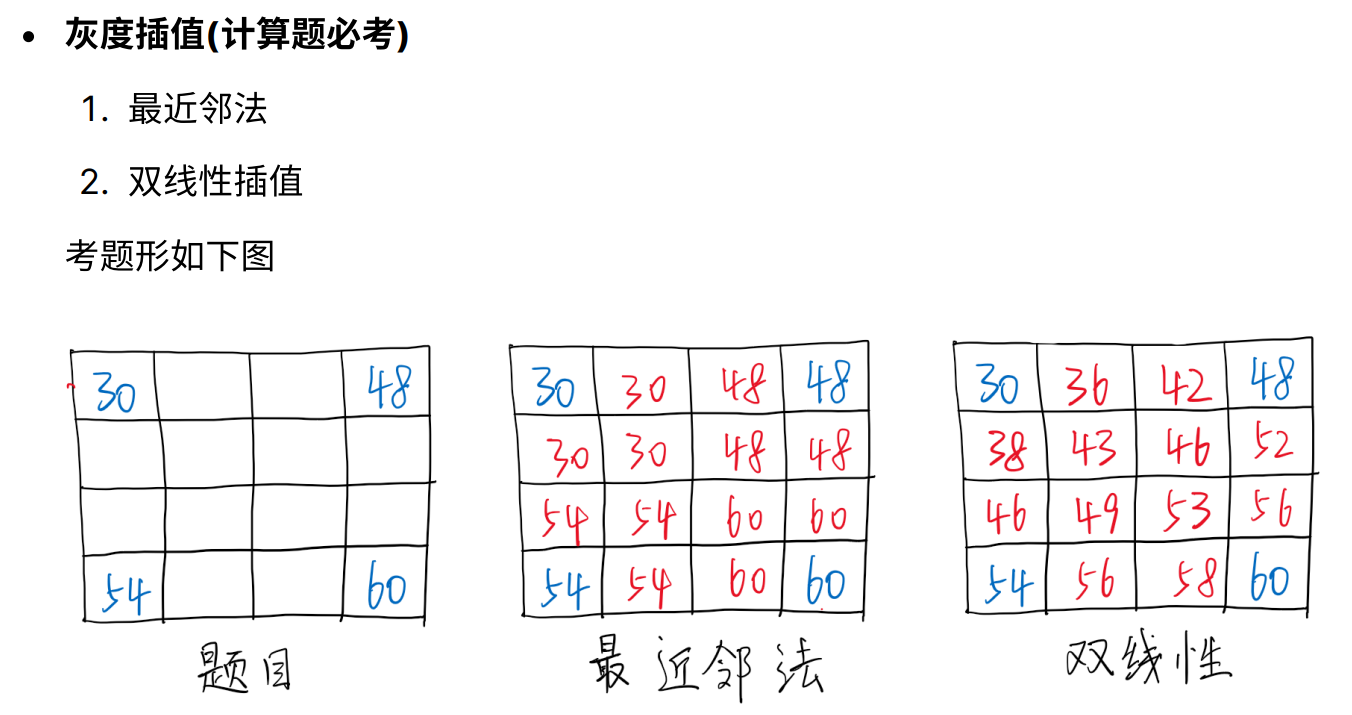 • 灰度插值(计算题必考)
1. 最近邻法
2. 双线性插值
考题形如下图
30 48
54 60
题目
30 30 48 48
30 30 48 48
54 54 60 60
54 54 60 60
最近邻法
30 36 42 48
38 43 46 52
46 49 53 56
54 56 58 60
双线性